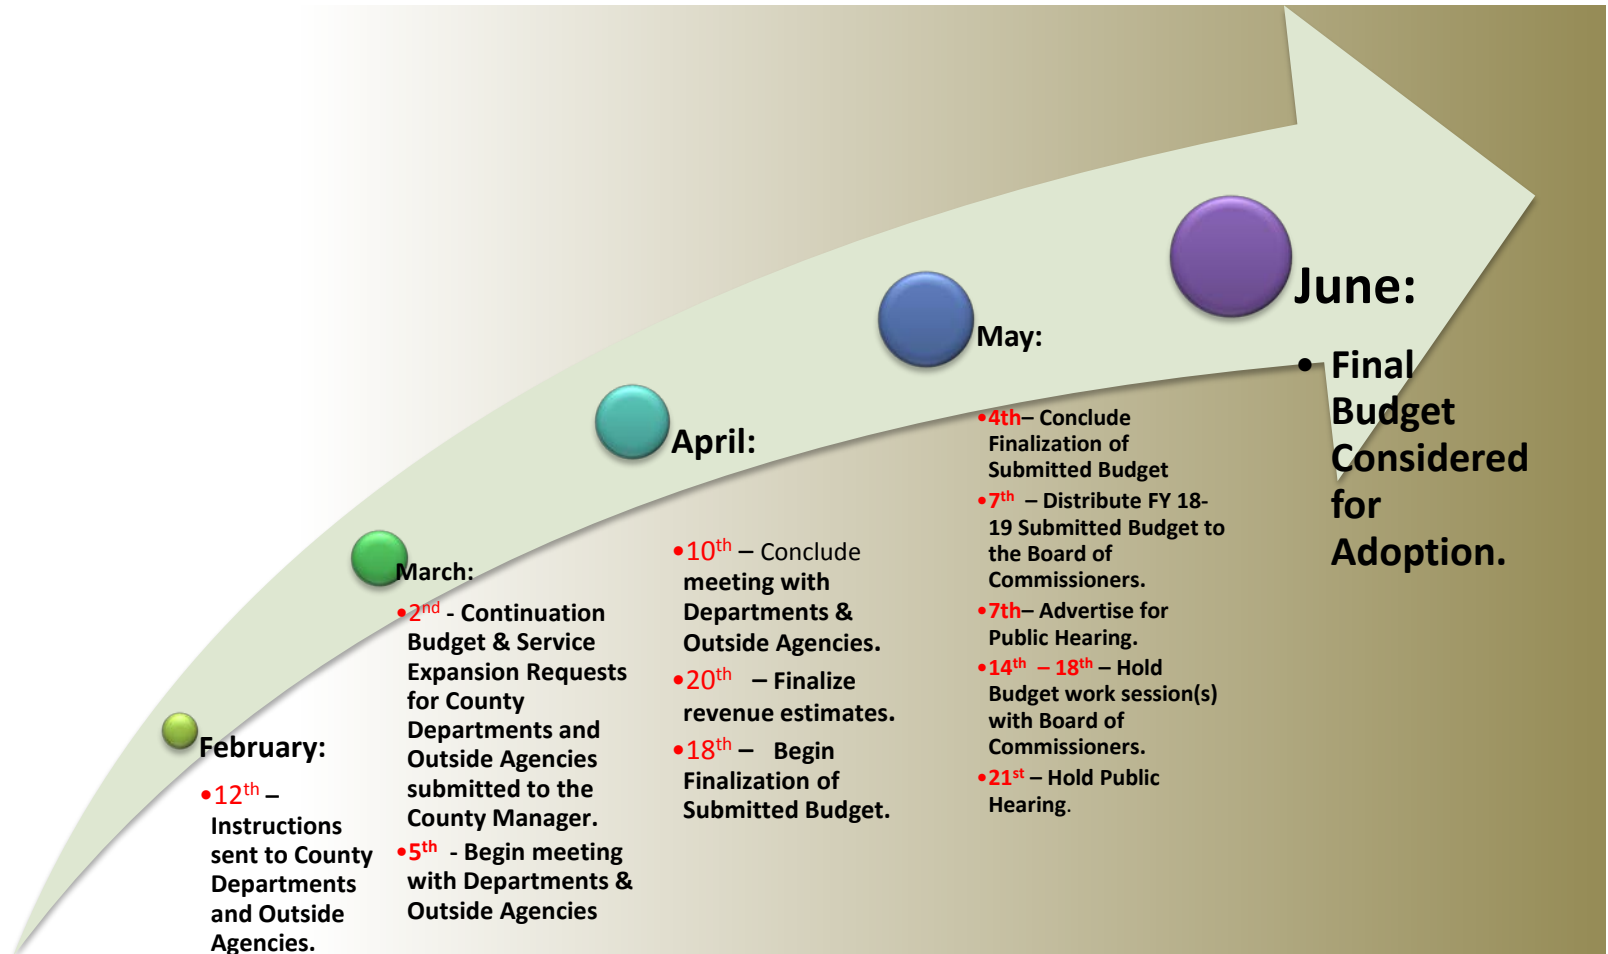 February:
•12th –
Instructions
sent to County
Departments
and Outside
Agencies.
March:
•2nd - Continuation
Budget & Service
Expansion Requests
for County
Departments and
Outside Agencies
submitted to the
County Manager.
•5th - Begin meeting
with Departments &
Outside Agencies
April:
•10th – Conclude
meeting with
Departments &
Outside Agencies.
•20th – Finalize
revenue estimates.
•18th – Begin
Finalization of
Submitted Budget.
May:
•4th– Conclude
Finalization of
Submitted Budget
•7th – Distribute FY 18-
19 Submitted Budget to
the Board of
Commissioners.
•7th– Advertise for
Public Hearing.
•14th – 18th – Hold
Budget work session(s)
with Board of
Commissioners.
•21st – Hold Public
Hearing.
June:
• Final
Budget
Considered
for
Adoption.